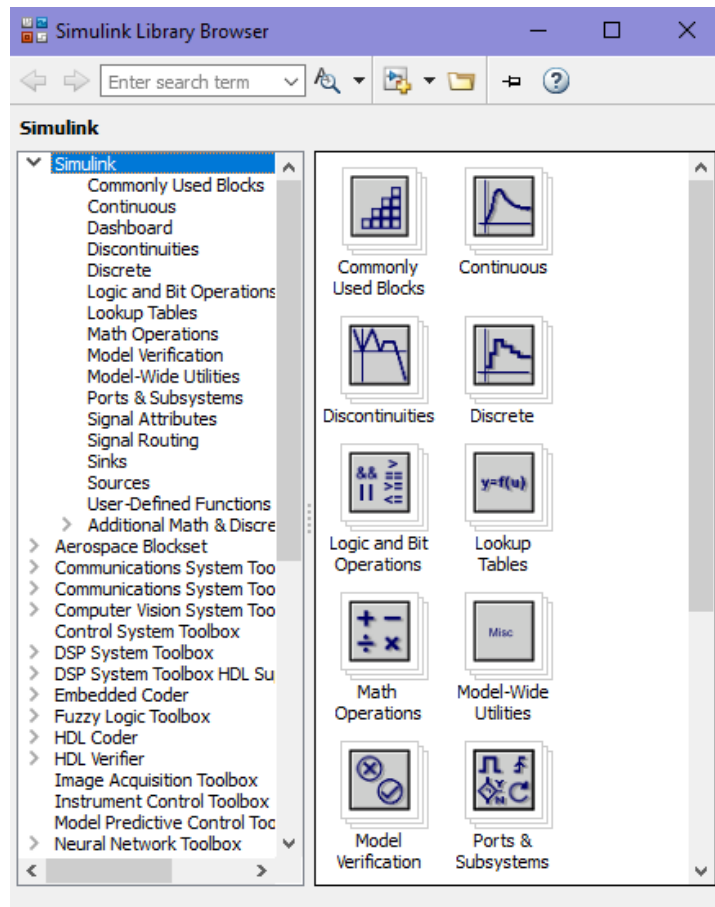 Simulink Library Browser
Enter search term
Simulink
Simulink
Commonly Used Blocks
Continuous
Dashboard
Discontinuities
Discrete
Logic and Bit Operations
Lookup Tables
Math Operations
Model Verification
Model-Wide Utilities
Ports & Subsystems
Signal Attributes
Signal Routing
Sinks
Sources
User-Defined Functions
Additional Math & Discre
Aerospace Blockset
Communications System Too
Communications System Too
Computer Vision System Too
Control System Toolbox
DSP System Toolbox
DSP System Toolbox HDL Su
Embedded Coder
Fuzzy Logic Toolbox
HDL Coder
HDL Verifier
Image Acquisition Toolbox
Instrument Control Toolbox
Model Predictive Control Too
Neural Network Toolbox
Commonly
Used Blocks
Continuous
Discontinuities
Discrete
&& > ==
|| >= <=
Logic and Bit
Operations
y=f(u)
Lookup
Tables
+ −
÷ ×
Math
Operations
Misc
Model-Wide
Utilities
Model
Verification
Y
N
Ports &
Subsystems